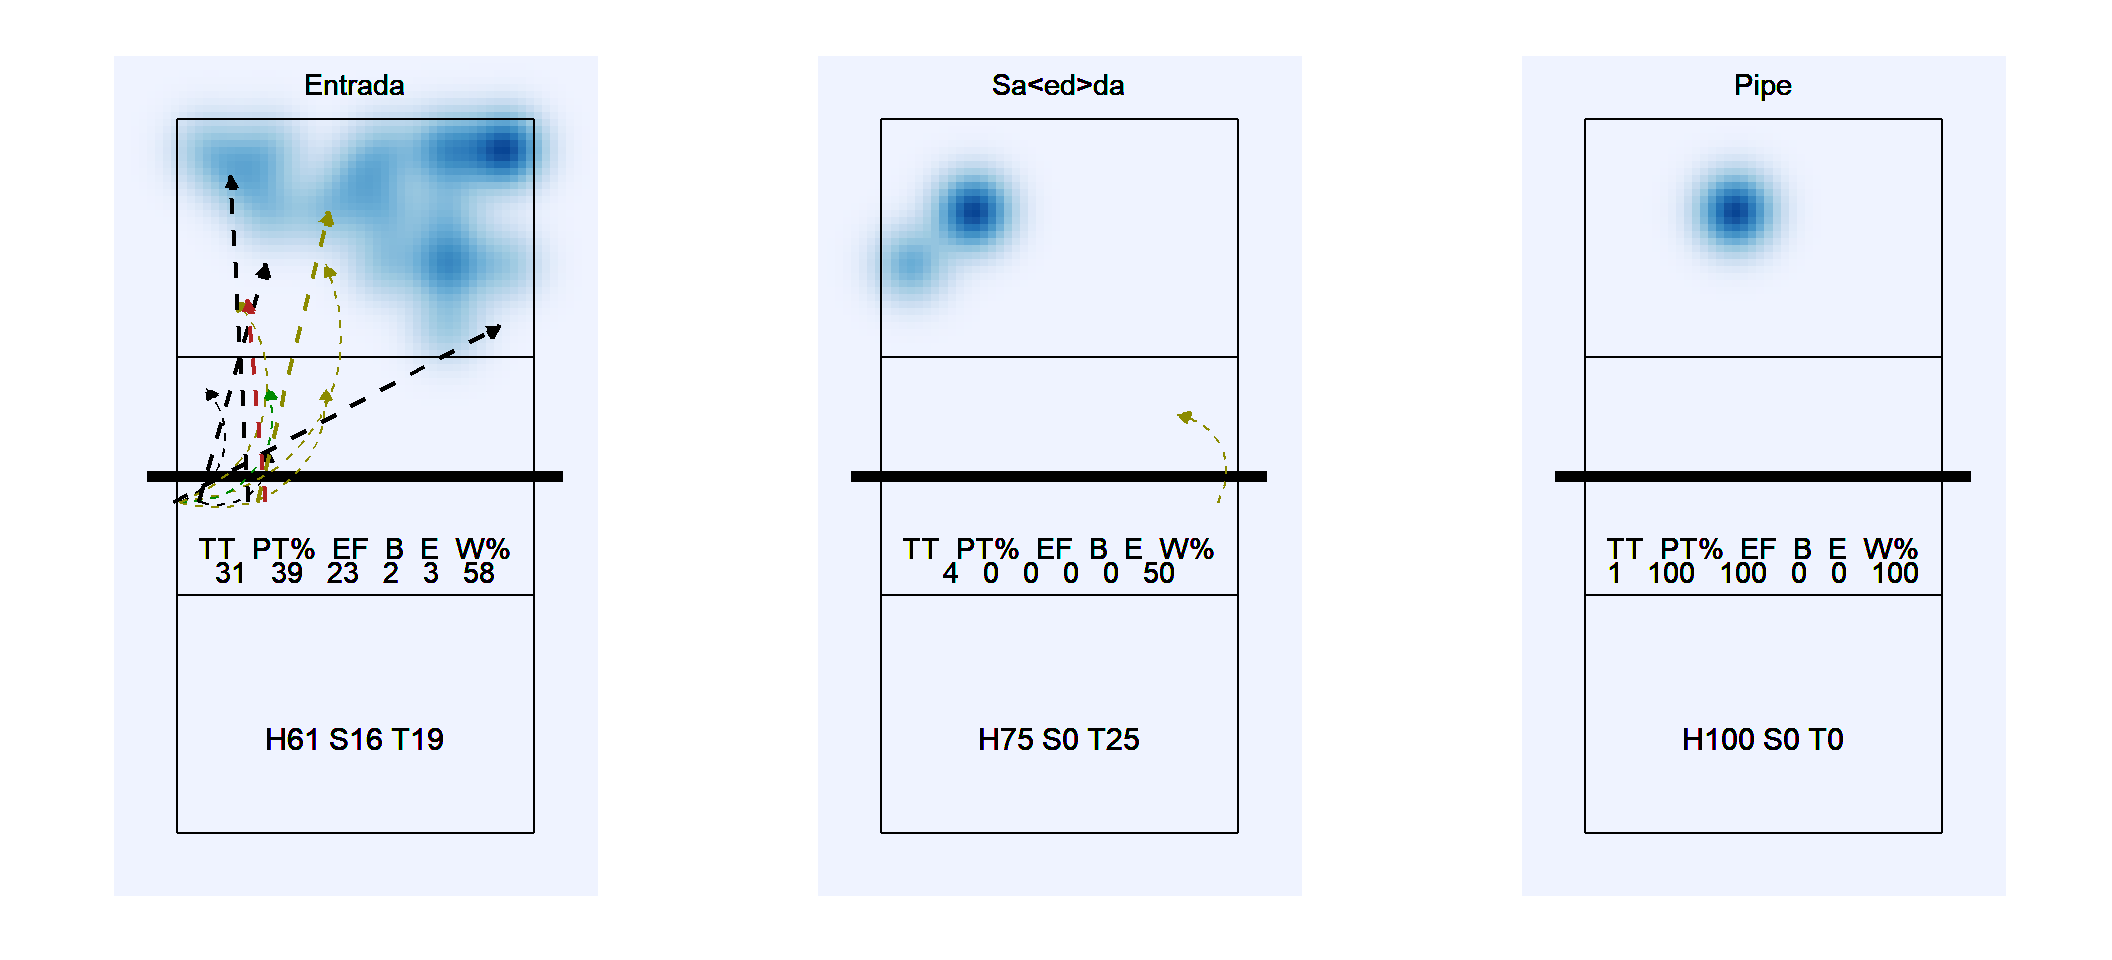 Entrada
TT PT% EF B E W%
31 39 23 2 3 58
H61 S16 T19
Sa<ed>da
TT PT% EF B E W%
4 0 0 0 0 50
H75 S0 T25
Pipe
TT PT% EF B E W%
1 100 100 0 0 100
H100 S0 T0